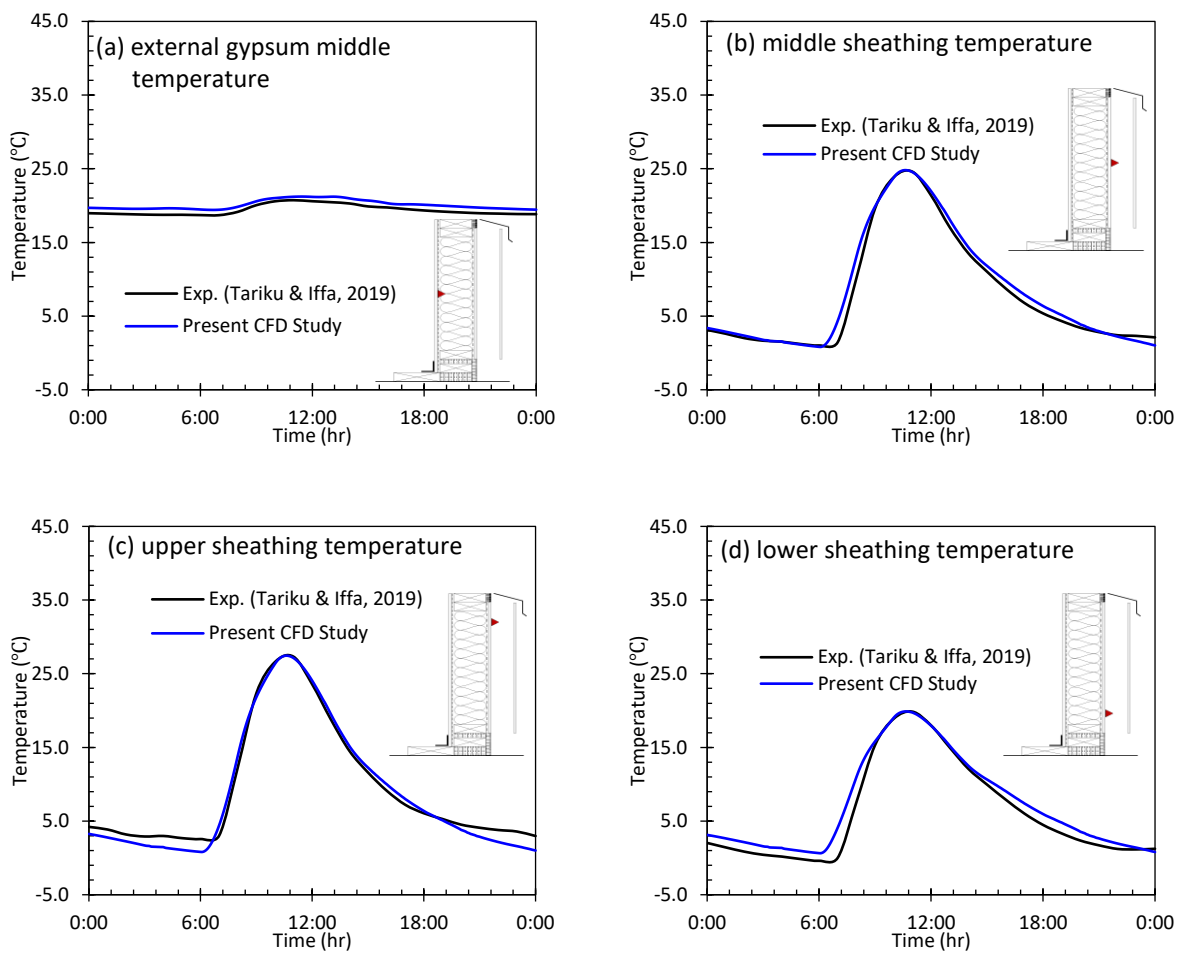 45.0
35.0
25.0
15.0
5.0
-5.0
Temperature (°C)
(a) external gypsum middle
temperature
Exp. (Tariku & Iffa, 2019)
Present CFD Study
0:00 6:00 12:00 18:00 0:00
Time (hr)
45.0
35.0
25.0
15.0
5.0
-5.0
Temperature (°C)
(b) middle sheathing temperature
Exp. (Tariku & Iffa, 2019)
Present CFD Study
0:00 6:00 12:00 18:00 0:00
Time (hr)
45.0
35.0
25.0
15.0
5.0
-5.0
Temperature (°C)
(c) upper sheathing temperature
Exp. (Tariku & Iffa, 2019)
Present CFD Study
0:00 6:00 12:00 18:00 0:00
Time (hr)
45.0
35.0
25.0
15.0
5.0
-5.0
Temperature (°C)
(d) lower sheathing temperature
Exp. (Tariku & Iffa, 2019)
Present CFD Study
0:00 6:00 12:00 18:00 0:00
Time (hr)